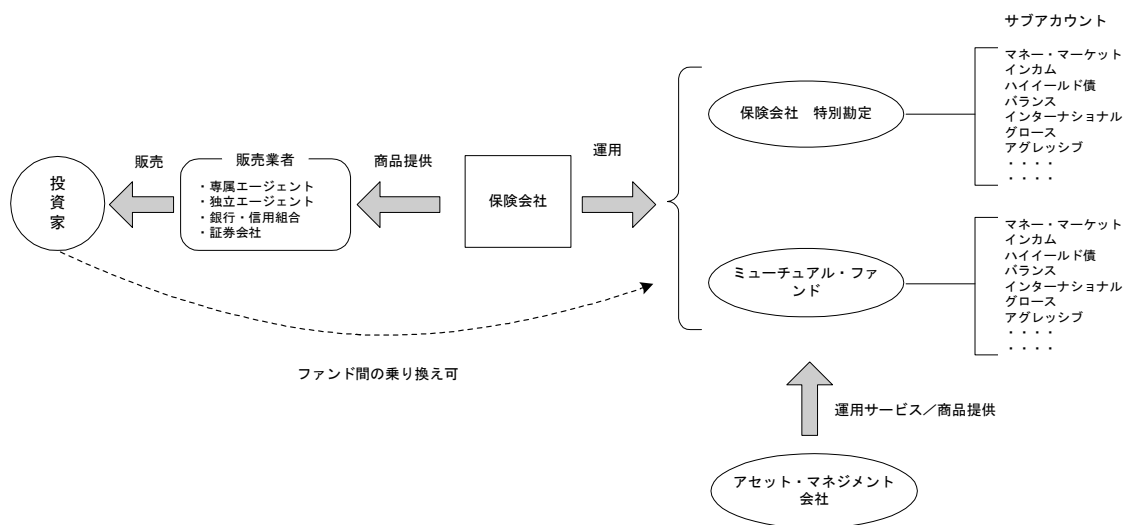 サブアカウント
マネー・マーケット
インカム
ハイイールド債
バランス
インターナショナル
グロース
アグレッシブ
・・・・
・・・・
保険会社　特別勘定
運用
保険会社
商品提供
販売業者
・専属エージェント
・独立エージェント
・銀行・信用組合
・証券会社
販売
投
資
家
マネー・マーケット
インカム
ハイイールド債
バランス
インターナショナル
グロース
アグレッシブ
・・・・
・・・・
ミューチュアル・ファ
ンド
ファンド間の乗り換え可
運用サービス／商品提供
アセット・マネジメント
会社